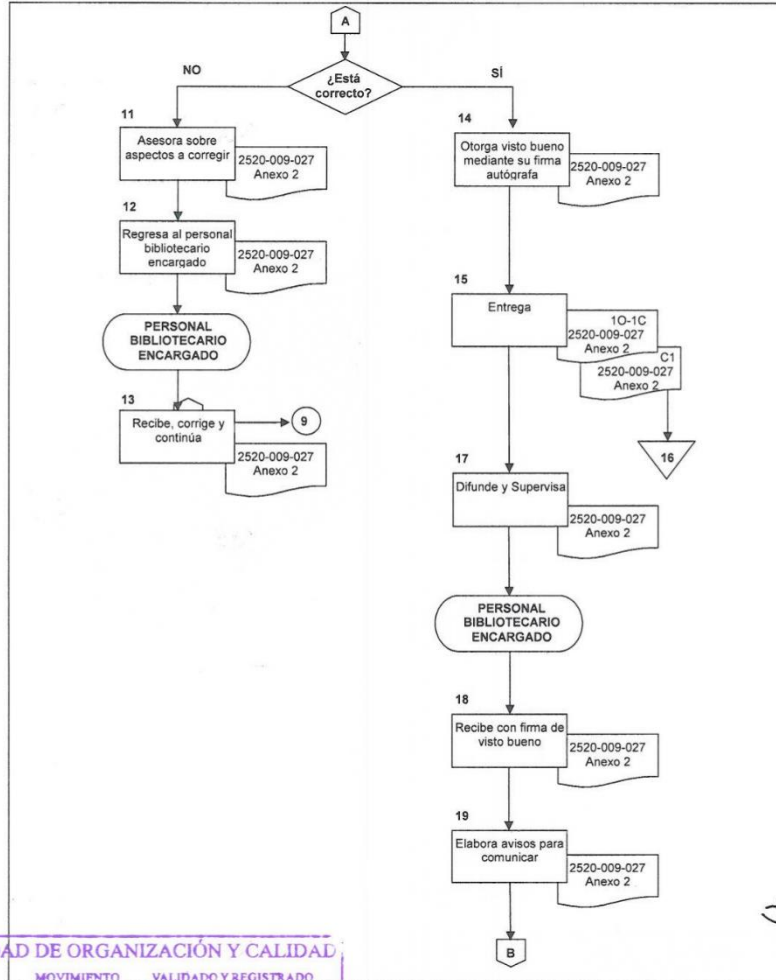 A
¿Está
correcto?
NO
SÍ
11
Asesora sobre
aspectos a corregir
2520-009-027
Anexo 2
12
Regresa al personal
bibliotecario
encargado
2520-009-027
Anexo 2
PERSONAL
BIBLIOTECARIO
ENCARGADO
13
Recibe, corrige y
continúa
9
2520-009-027
Anexo 2
14
Otorga visto bueno
mediante su firma
autógrafa
2520-009-027
Anexo 2
15
Entrega
1O-1C
2520-009-027
Anexo 2
C1
2520-009-027
Anexo 2
16
17
Difunde y Supervisa
2520-009-027
Anexo 2
PERSONAL
BIBLIOTECARIO
ENCARGADO
18
Recibe con firma de
visto bueno
2520-009-027
Anexo 2
19
Elabora avisos para
comunicar
2520-009-027
Anexo 2
B
AD DE ORGANIZACIÓN Y CALIDAD
MOVIMIENTO VALIDADO Y REGISTRADO